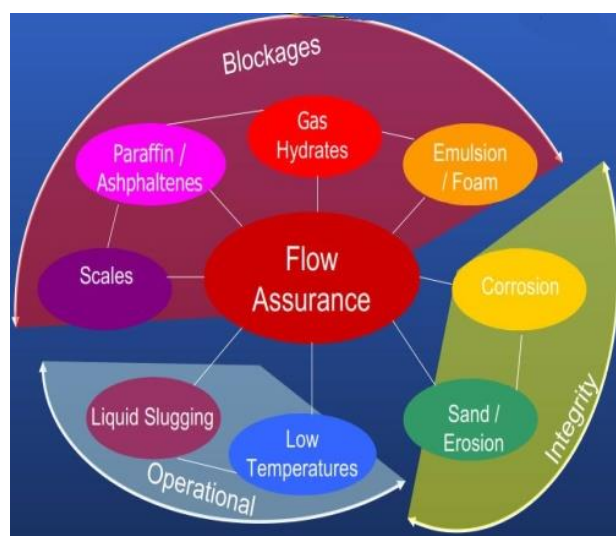 Blockages
Gas
Hydrates
Paraffin /
Ashphaltenes
Emulsion
/ Foam
Scales
Flow
Assurance
Corrosion
Liquid Slugging
Low
Temperatures
Sand /
Erosion
Operational
Integrity